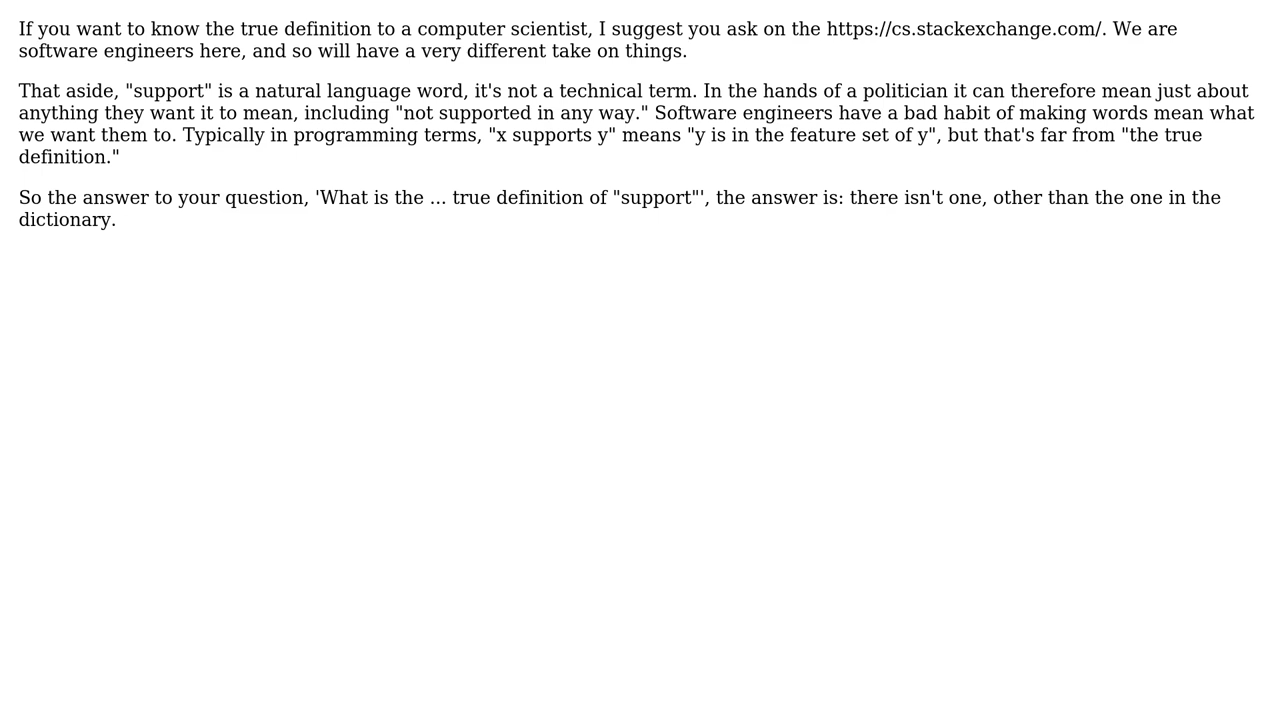 If you want to know the true definition to a computer scientist, I suggest you ask on the https://cs.stackexchange.com/. We are
software engineers here, and so will have a very different take on things.
That aside, "support" is a natural language word, it's not a technical term. In the hands of a politician it can therefore mean just about
anything they want it to mean, including "not supported in any way." Software engineers have a bad habit of making words mean what
we want them to. Typically in programming terms, "x supports y" means "y is in the feature set of y", but that's far from "the true
definition."
So the answer to your question, 'What is the ... true definition of "support"', the answer is: there isn't one, other than the one in the
dictionary.